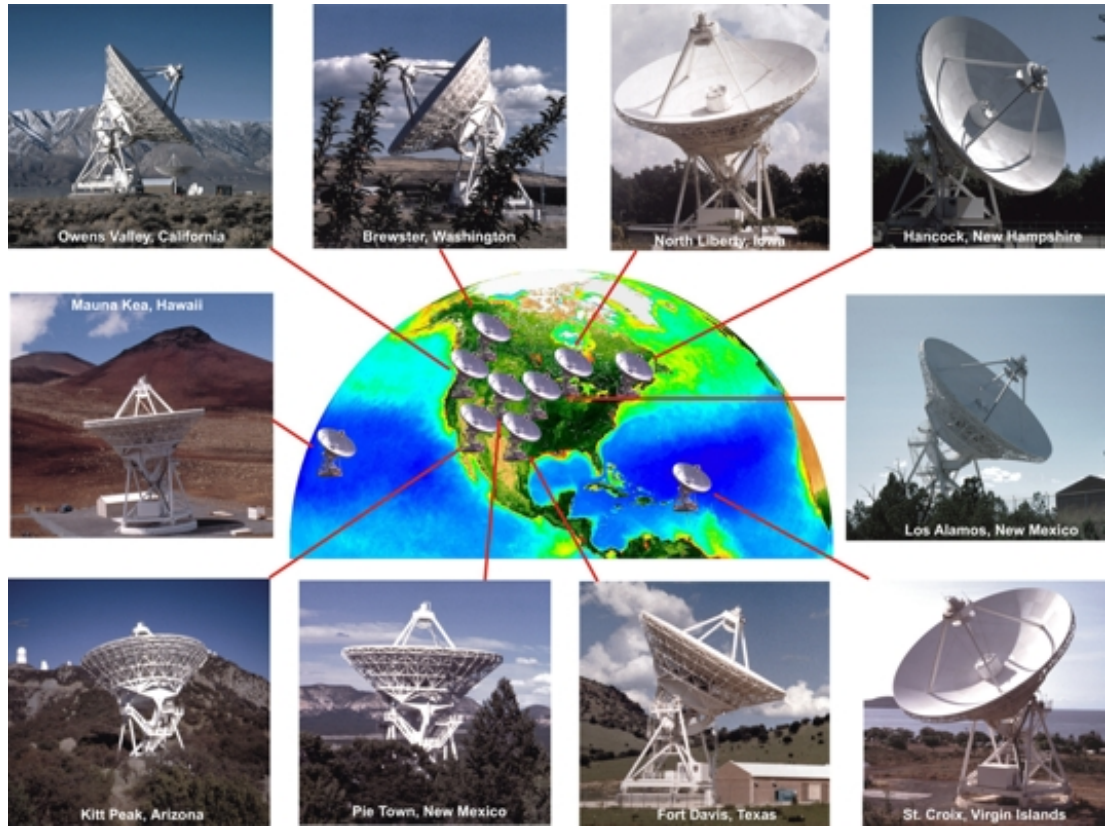 Owens Valley, California
Brewster, Washington
North Liberty, Iowa
Hancock, New Hampshire
Mauna Kea, Hawaii
Los Alamos, New Mexico
Kitt Peak, Arizona
Pie Town, New Mexico
Fort Davis, Texas
St. Croix, Virgin Islands